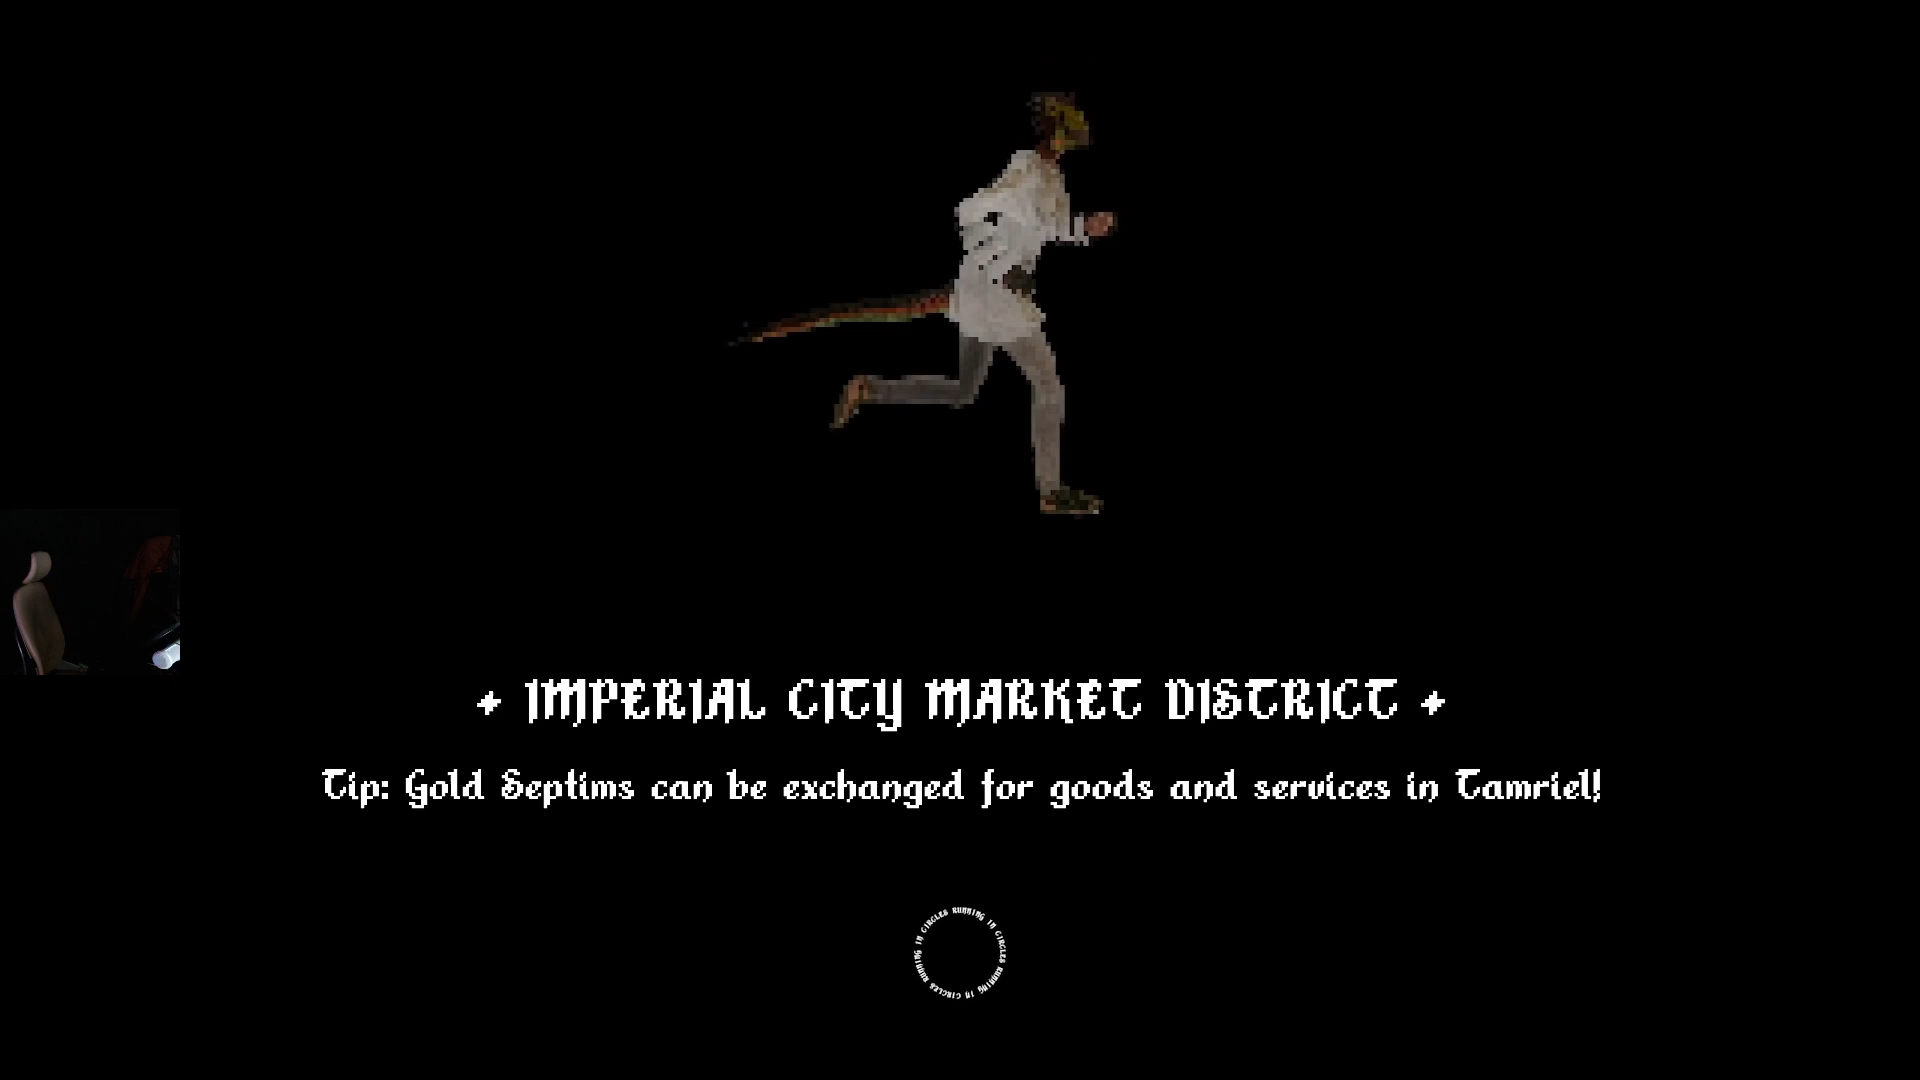 ✦ IMPERIAL CITY MARKET DISTRICT ✦
Tip: Gold Septims can be exchanged for goods and services in Tamriel!
RUNNING IN CIRCLES RUNNING IN CIRCLES RUNNING IN CIRCLES